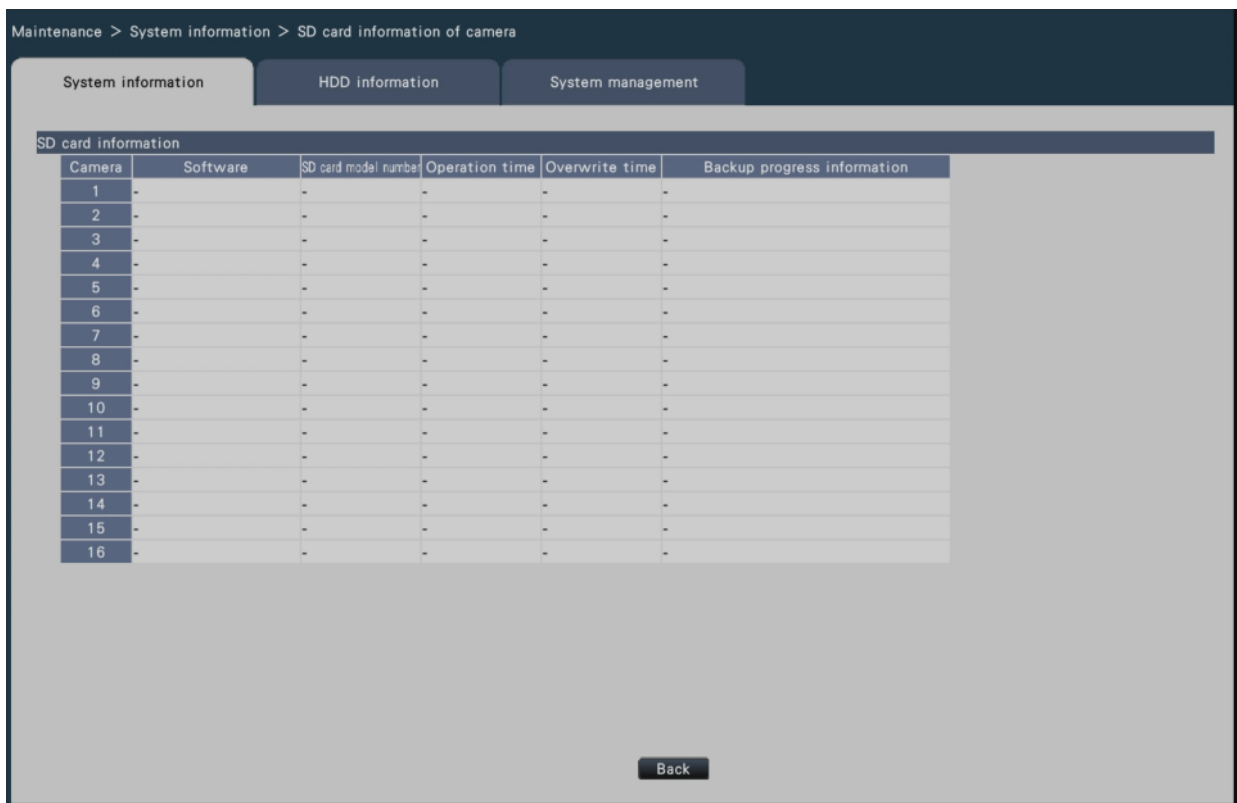 Maintenance > System information > SD card information of camera
System information HDD information System management
SD card information
Camera Software SD card model number Operation time Overwrite time Backup progress information
1 - - - - -
2 - - - - -
3 - - - - -
4 - - - - -
5 - - - - -
6 - - - - -
7 - - - - -
8 - - - - -
9 - - - - -
10 - - - - -
11 - - - - -
12 - - - - -
13 - - - - -
14 - - - - -
15 - - - - -
16 - - - - -
Back